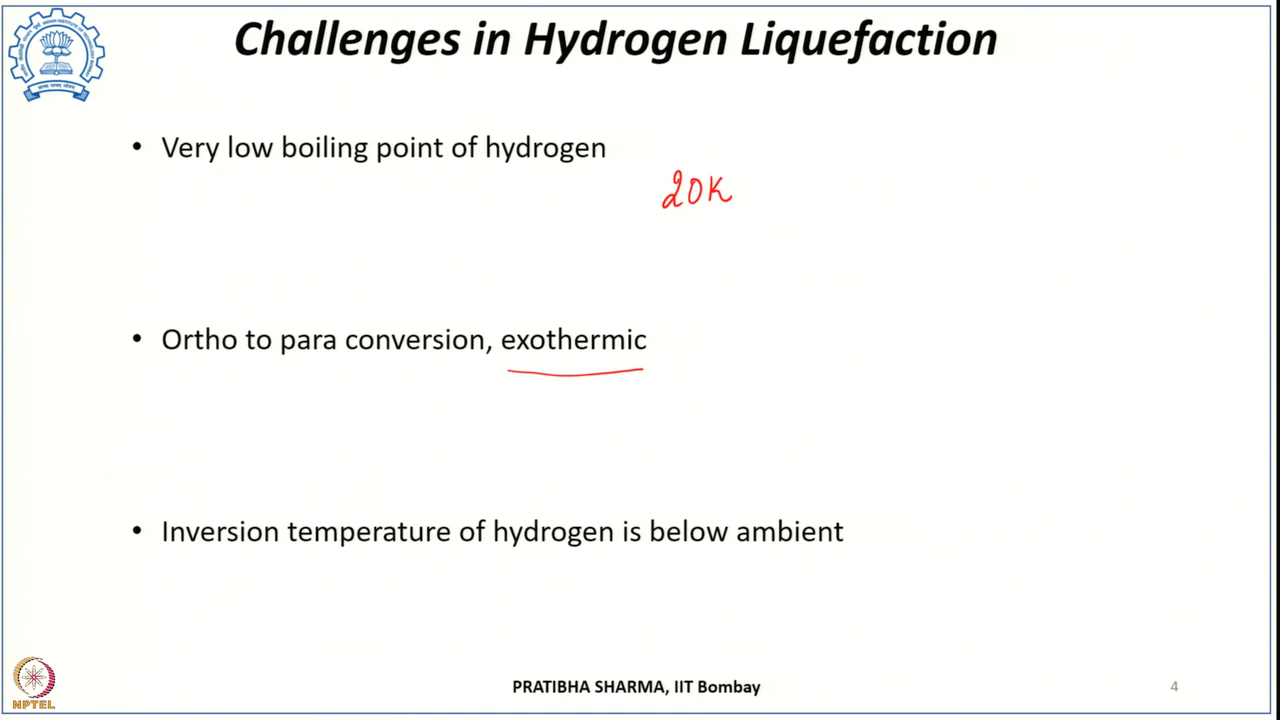 Challenges in Hydrogen Liquefaction
• Very low boiling point of hydrogen
20K
• Ortho to para conversion, exothermic
• Inversion temperature of hydrogen is below ambient
NPTEL
PRATIBHA SHARMA, IIT Bombay
4